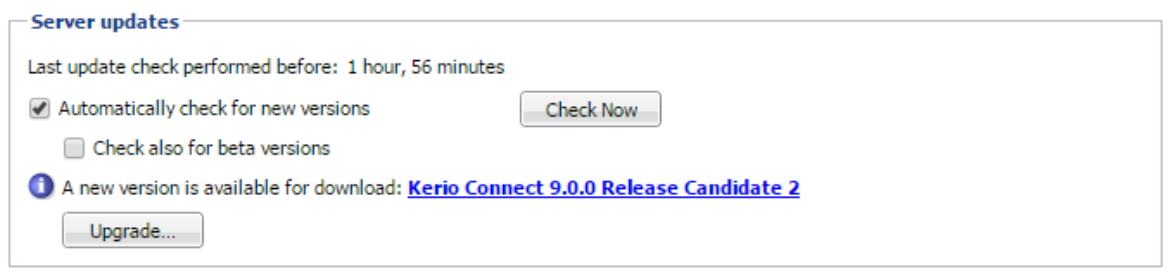 Server updates
Last update check performed before: 1 hour, 56 minutes
Automatically check for new versions Check Now
Check also for beta versions
A new version is available for download: Kerio Connect 9.0.0 Release Candidate 2
Upgrade...